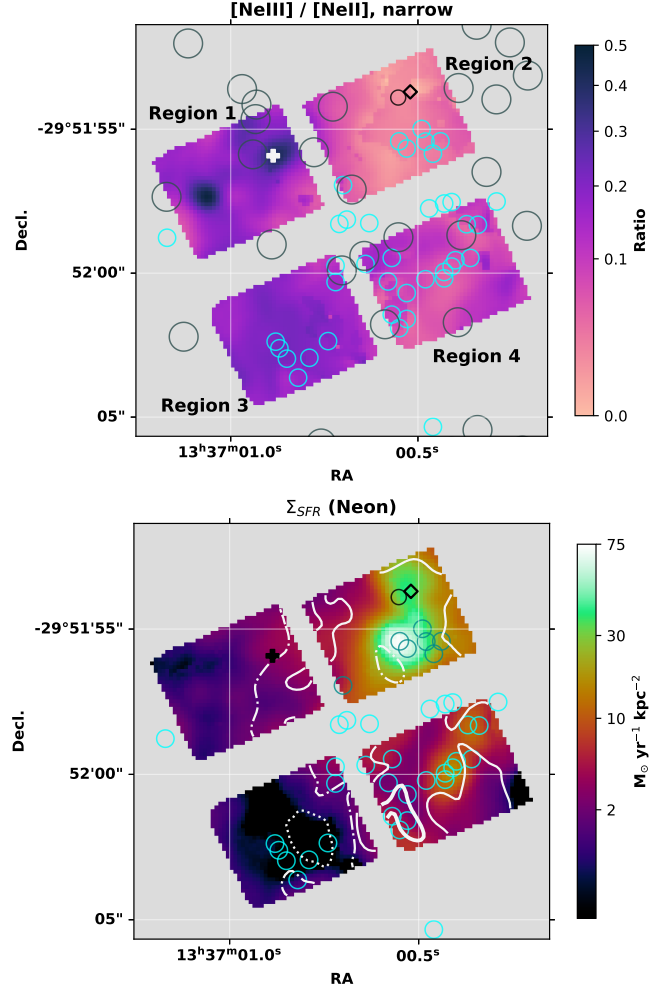 [NeIII] / [NeII], narrow
Region 2
Region 1
Region 3
Region 4
-29°51'55"
52'00"
05"
Decl.
13ʰ37ᵐ01.0ˢ
00.5ˢ
RA
0.5
0.4
0.3
0.2
0.1
0.0
Ratio
Σ_SFR (Neon)
-29°51'55"
52'00"
05"
Decl.
13ʰ37ᵐ01.0ˢ
00.5ˢ
RA
75
30
10
2
M⊙ yr⁻¹ kpc⁻²